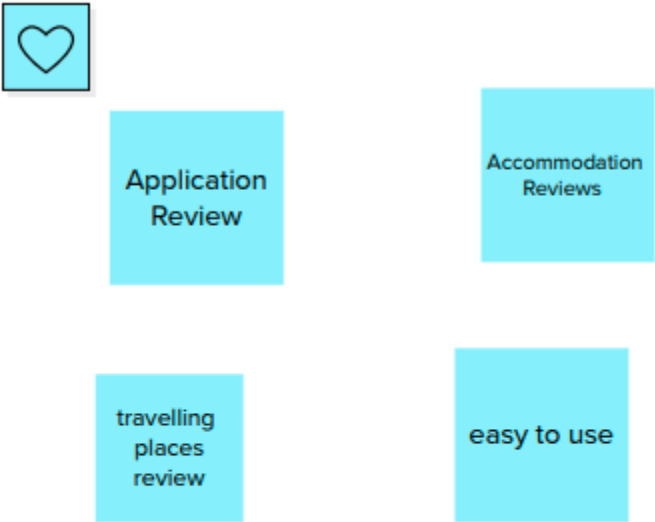 Application
Review
Accommodation
Reviews
travelling
places
review
easy to use